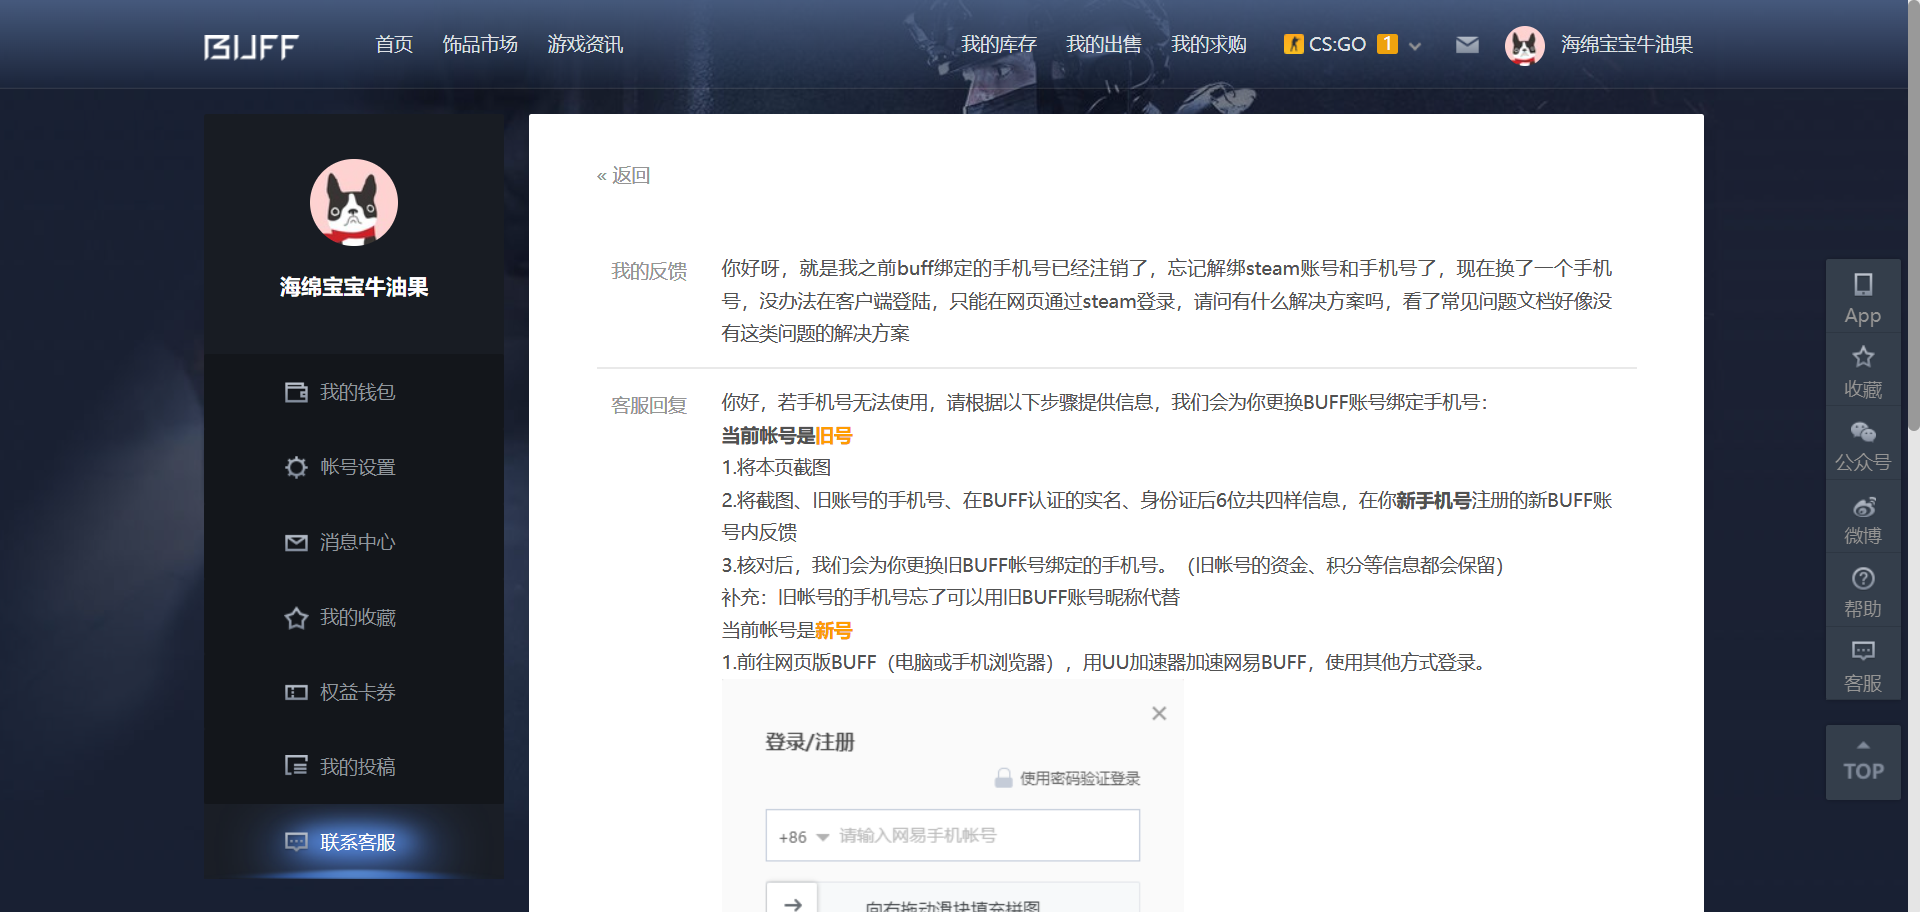 BUFF
首页 饰品市场 游戏资讯
我的库存 我的出售 我的求购
CS:GO 1
海绵宝宝牛油果
海绵宝宝牛油果
我的钱包
帐号设置
消息中心
我的收藏
权益卡券
我的投稿
联系客服
« 返回
我的反馈
你好呀，就是我之前buff绑定的手机号已经注销了，忘记解绑steam账号和手机号了，现在换了一个手机
号，没办法在客户端登陆，只能在网页通过steam登录，请问有什么解决方案吗，看了常见问题文档好像没
有这类问题的解决方案
客服回复
你好，若手机号无法使用，请根据以下步骤提供信息，我们会为你更换BUFF账号绑定手机号：
当前帐号是旧号
1.将本页截图
2.将截图、旧账号的手机号、在BUFF认证的实名、身份证后6位共四样信息，在你新手机号注册的新BUFF账
号内反馈
3.核对后，我们会为你更换旧BUFF帐号绑定的手机号。（旧帐号的资金、积分等信息都会保留）
补充：旧帐号的手机号忘了可以用旧BUFF账号昵称代替
当前帐号是新号
1.前往网页版BUFF（电脑或手机浏览器），用UU加速器加速网易BUFF，使用其他方式登录。
登录/注册
使用密码验证登录
+86 请输入网易手机帐号
向右拖动滑块填充拼图
App
收藏
公众号
微博
帮助
客服
TOP